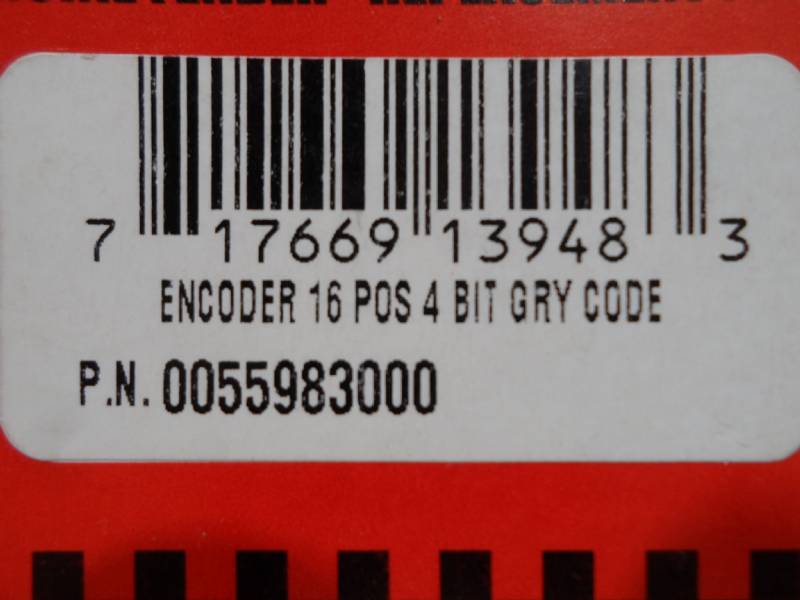 7 17669 13948 3
ENCODER 16 POS 4 BIT GRY CODE
P.N. 0055983000